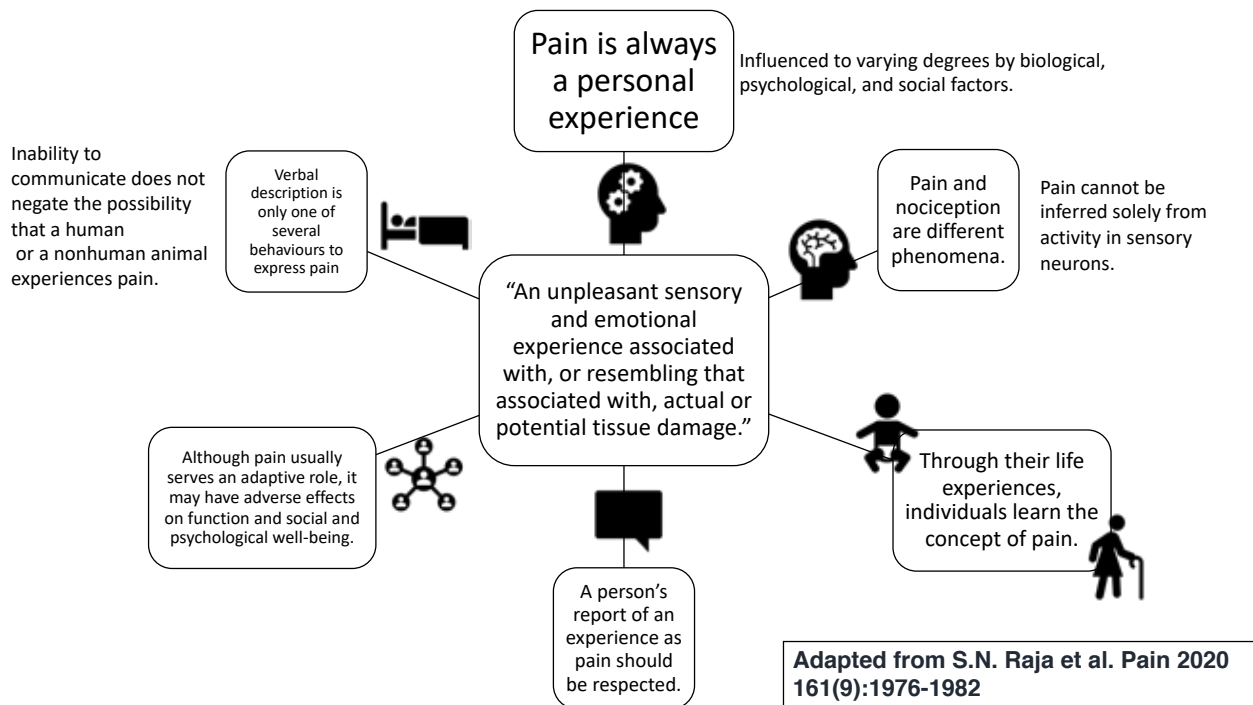 Pain is always
a personal
experience
Influenced to varying degrees by biological,
psychological, and social factors.
Inability to
communicate does not
negate the possibility
that a human
or a nonhuman animal
experiences pain.
Verbal
description is
only one of
several
behaviours to
express pain
Pain and
nociception
are different
phenomena.
Pain cannot be
inferred solely from
activity in sensory
neurons.
“An unpleasant sensory
and emotional
experience associated
with, or resembling that
associated with, actual or
potential tissue damage.”
Although pain usually
serves an adaptive role, it
may have adverse effects
on function and social and
psychological well-being.
Through their life
experiences,
individuals learn the
concept of pain.
A person’s
report of an
experience as
pain should
be respected.
Adapted from S.N. Raja et al. Pain 2020
161(9):1976-1982